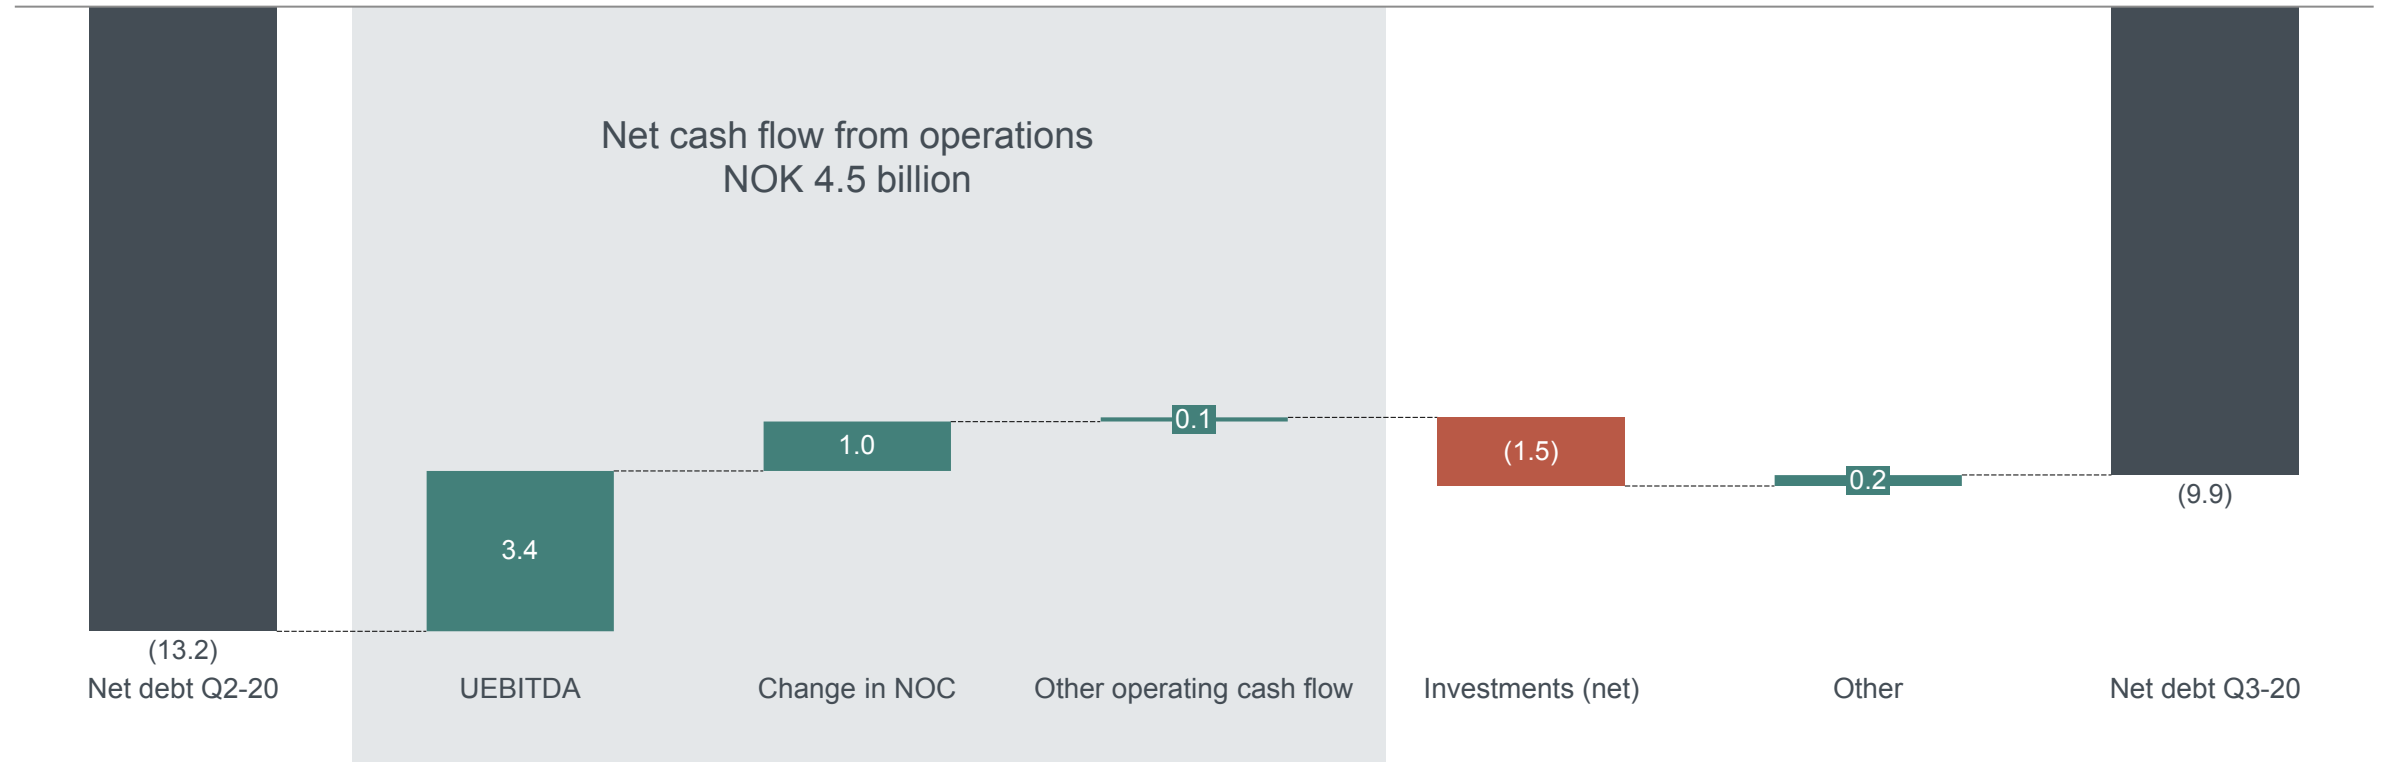 Net cash flow from operations
NOK 4.5 billion
0.1
1.0
(1.5)
0.2
(9.9)
3.4
(13.2)
Net debt Q2-20
UEBITDA
Change in NOC
Other operating cash flow
Investments (net)
Other
Net debt Q3-20